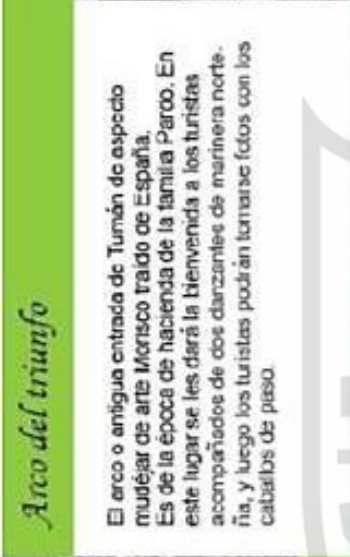 Arco del triunfo
El arco o antigua entrada de Tumán de aspecto
mudéjar de arte Morisco traído de España.
Es de la época de hacienda de la familia Pardo. En
este lugar se les dará la bienvenida a los turistas
acompañados de dos danzantes de marinera norte-
ña, y luego los turistas podrán tomarse fotos con los
caballos de paso.